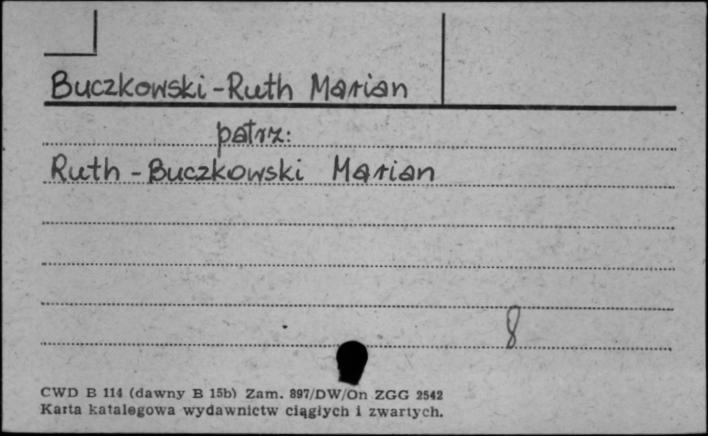 Buczkowski-Ruth Marian
patrz:
Ruth-Buczkowski Marian
8
CWD B 114 (dawny B 15b) Zam. 897/DW/On ZGG 2542
Karta katalogowa wydawnictw ciągłych i zwartych.